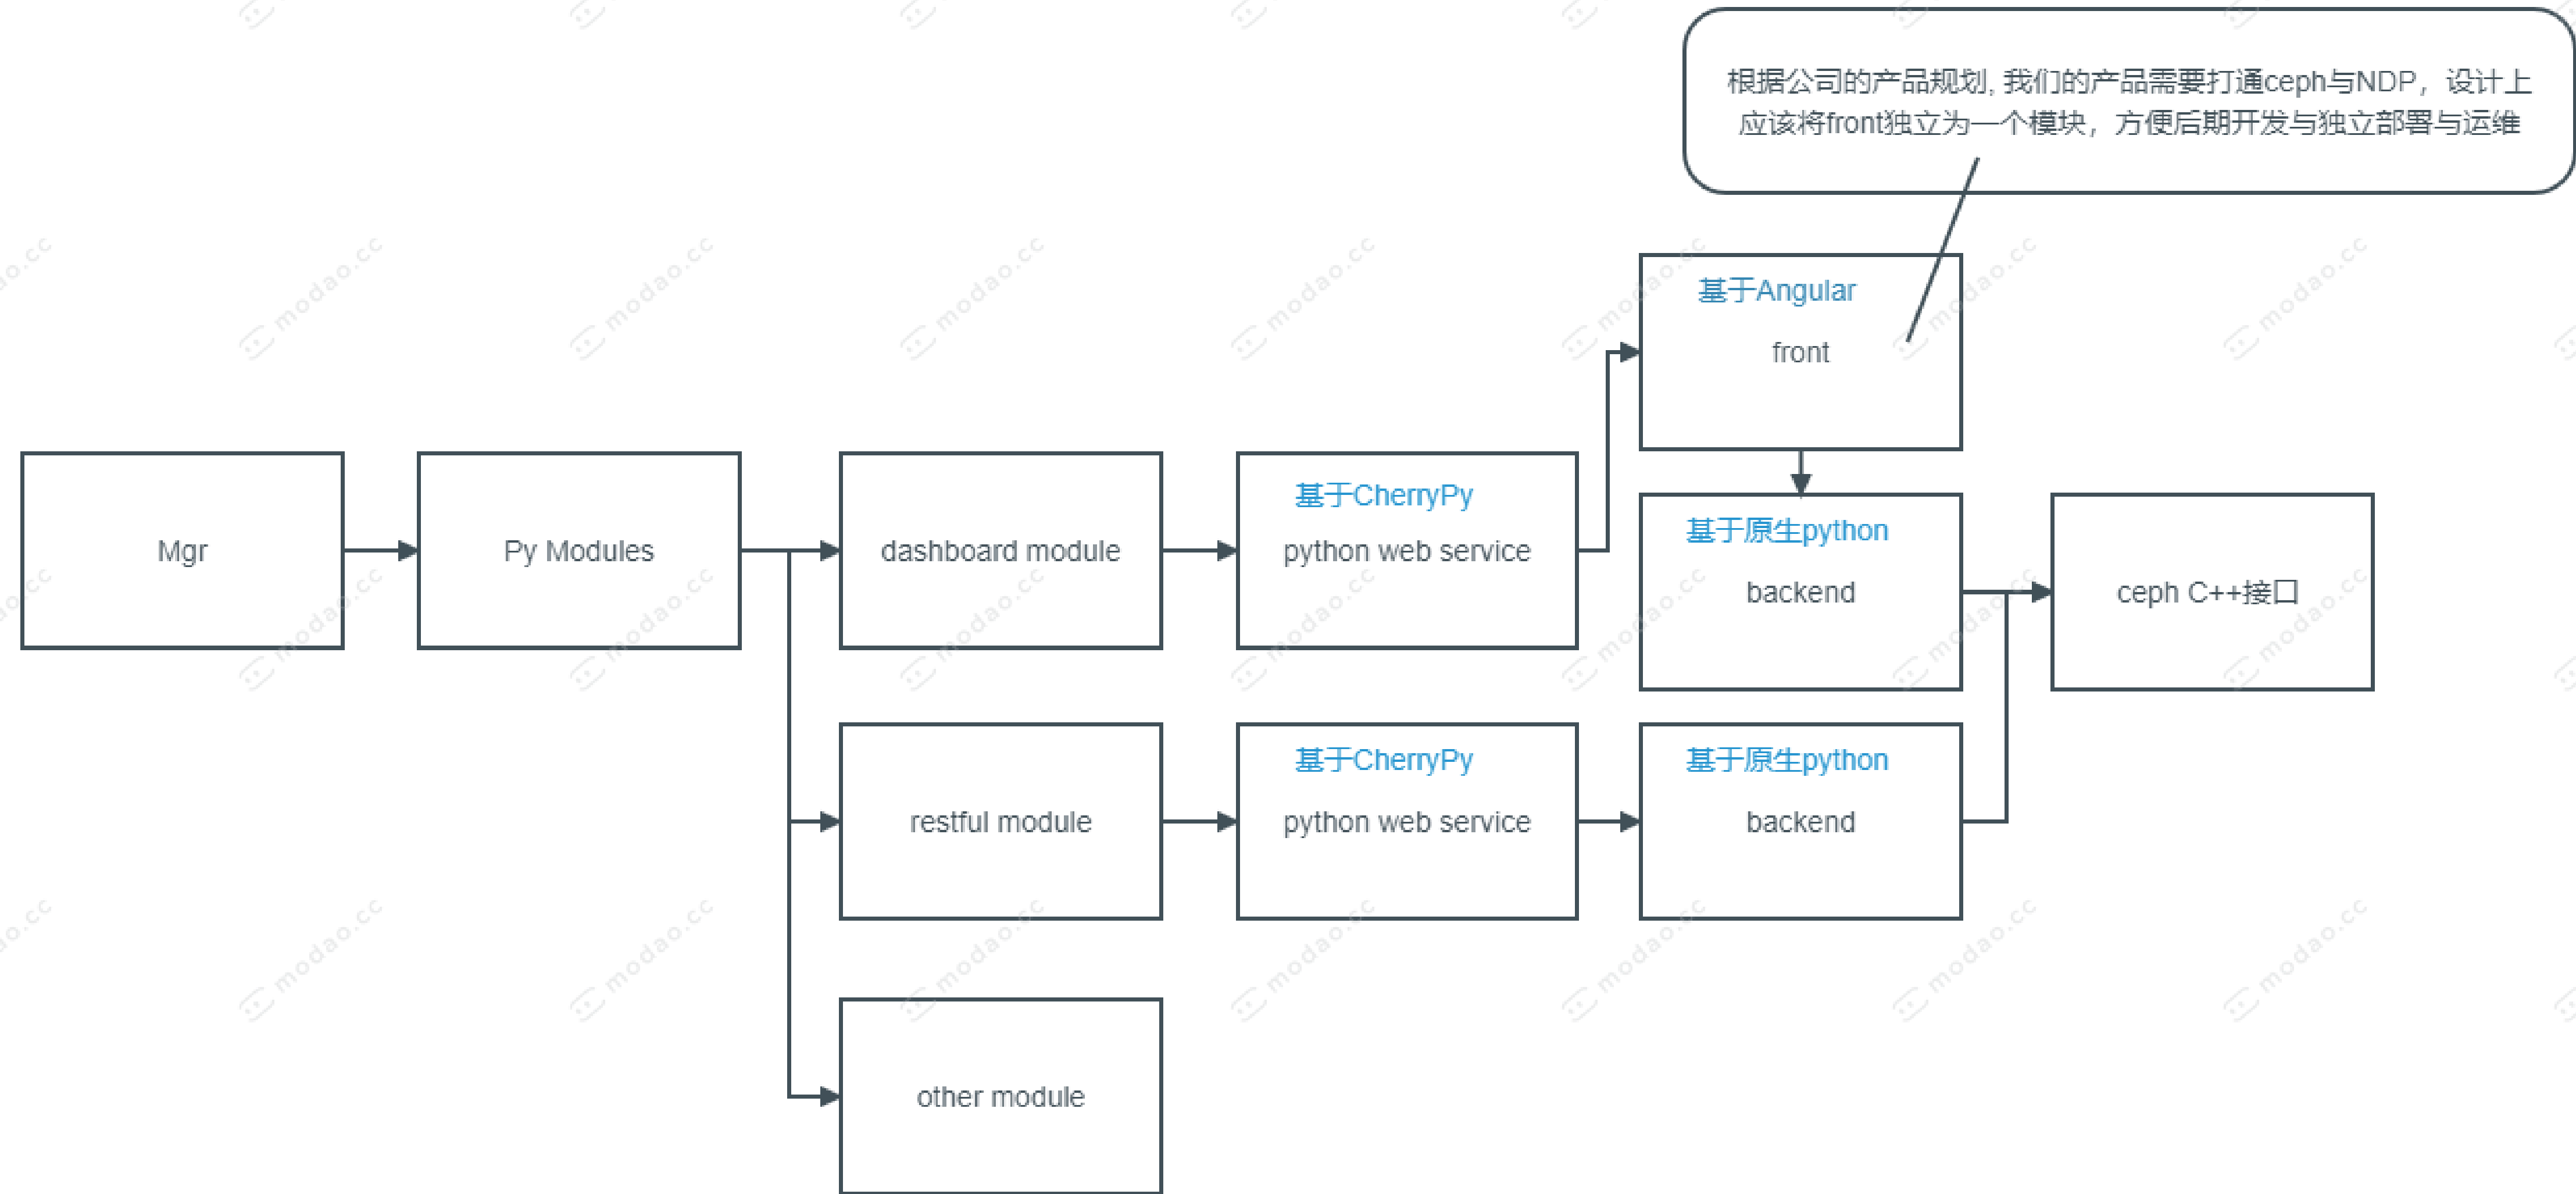 根据公司的产品规划, 我们的产品需要打通ceph与NDP，设计上
应该将front独立为一个模块，方便后期开发与独立部署与运维
基于Angular
front
Mgr
Py Modules
dashboard module
基于CherryPy
python web service
基于原生python
backend
ceph C++接口
restful module
基于CherryPy
python web service
基于原生python
backend
other module
modao.cc